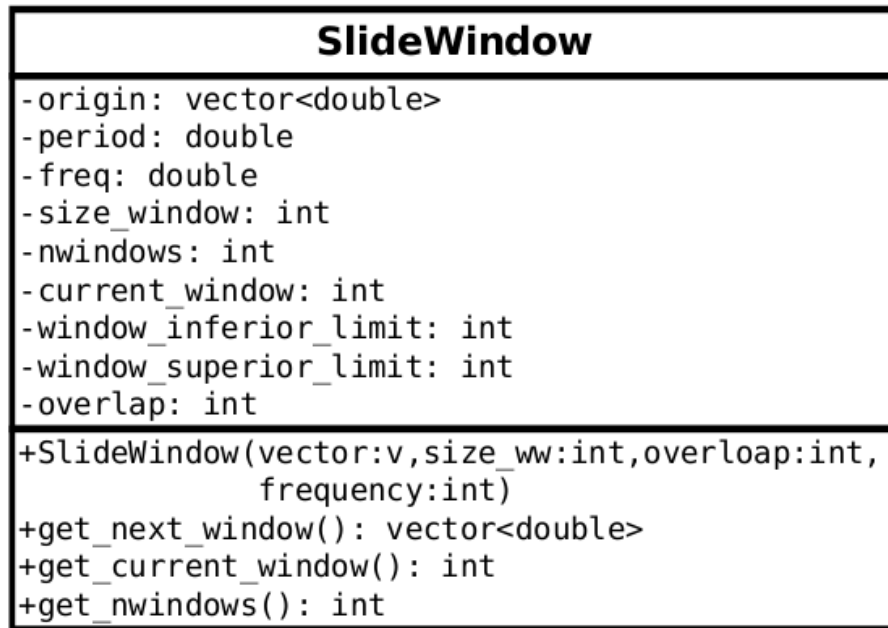 SlideWindow
-origin: vector<double>
-period: double
-freq: double
-size_window: int
-nwindows: int
-current_window: int
-window_inferior_limit: int
-window_superior_limit: int
-overlap: int
+SlideWindow(vector:v,size_ww:int,overloap:int,
frequency:int)
+get_next_window(): vector<double>
+get_current_window(): int
+get_nwindows(): int